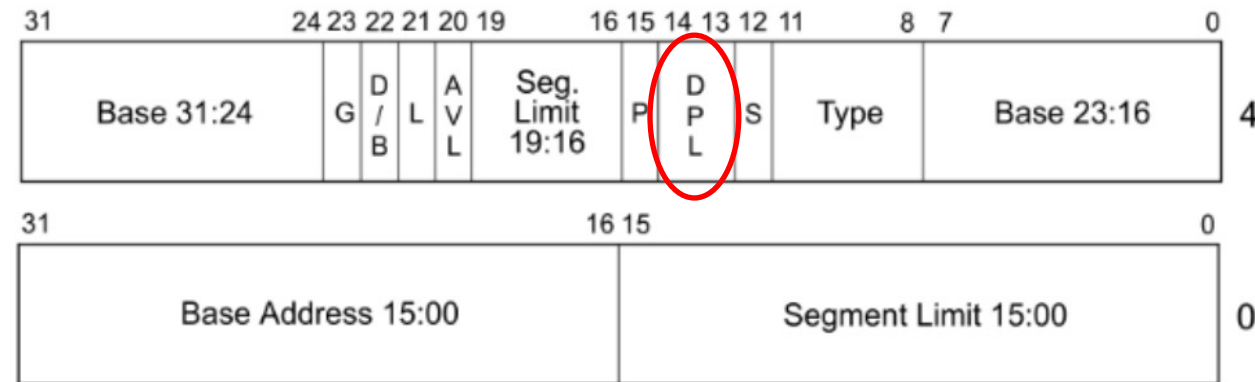 31 24 23 22 21 20 19 16 15 14 13 12 11 8 7 0
Base 31:24 G D/B L AVL Seg. Limit 19:16 P DPL S Type Base 23:16 4
31 16 15 0
Base Address 15:00 Segment Limit 15:00 0